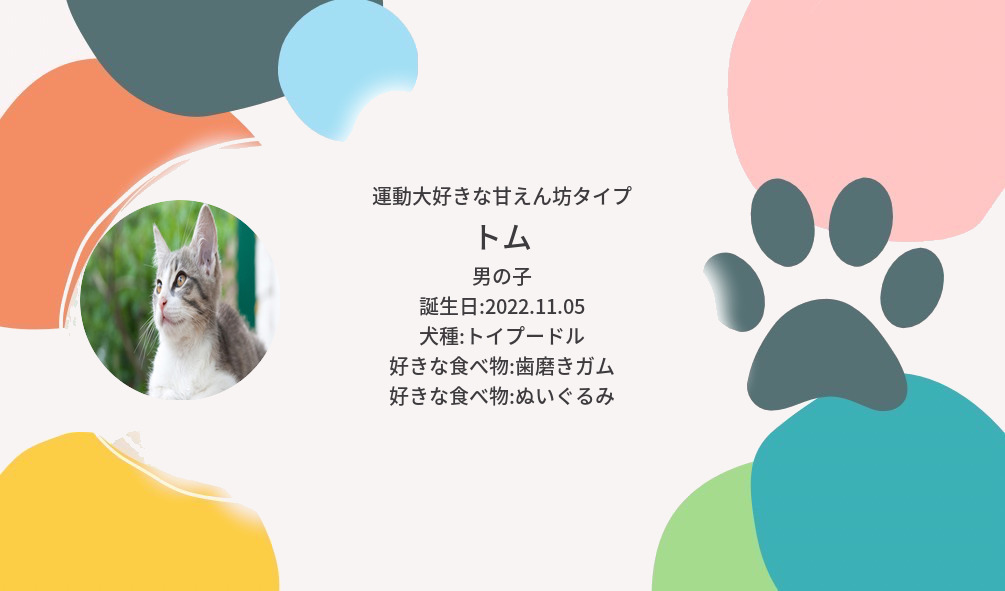 運動大好きな甘えん坊タイプ
トム
男の子
誕生日:2022.11.05
犬種:トイプードル
好きな食べ物:歯磨きガム
好きな食べ物:ぬいぐるみ